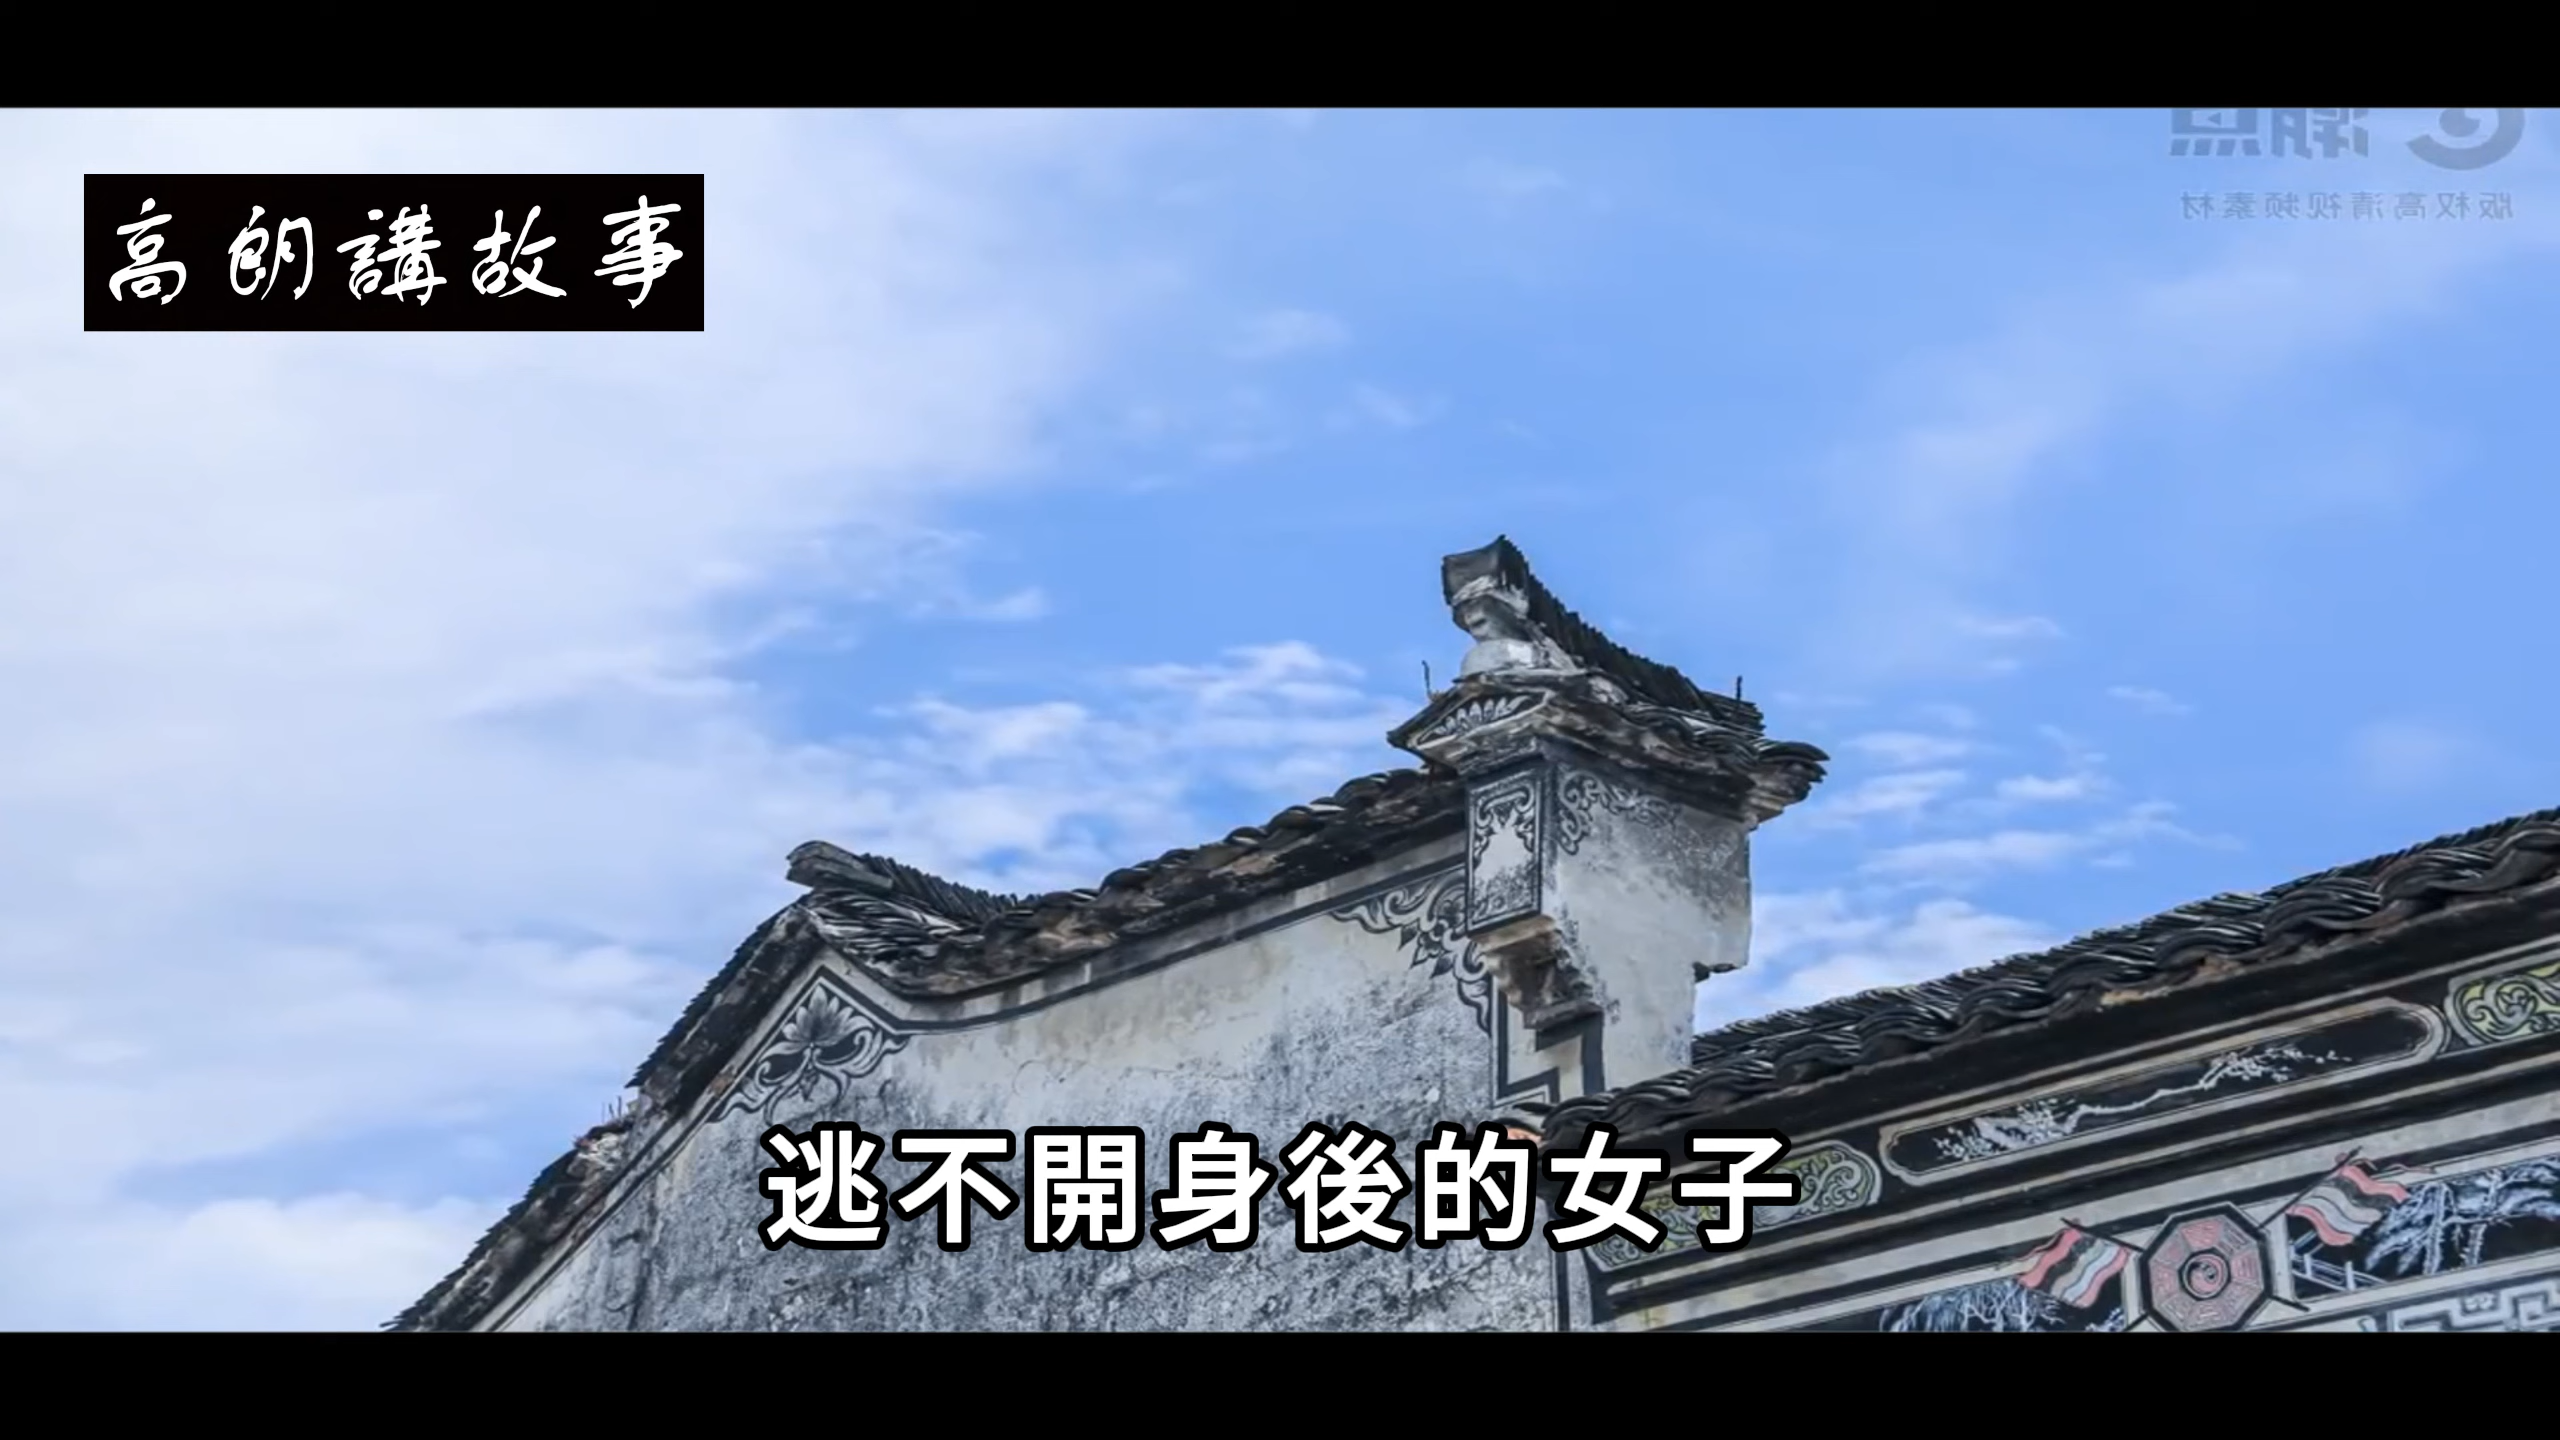 高朗講故事
版权高清视频素材
逃不開身後的女子